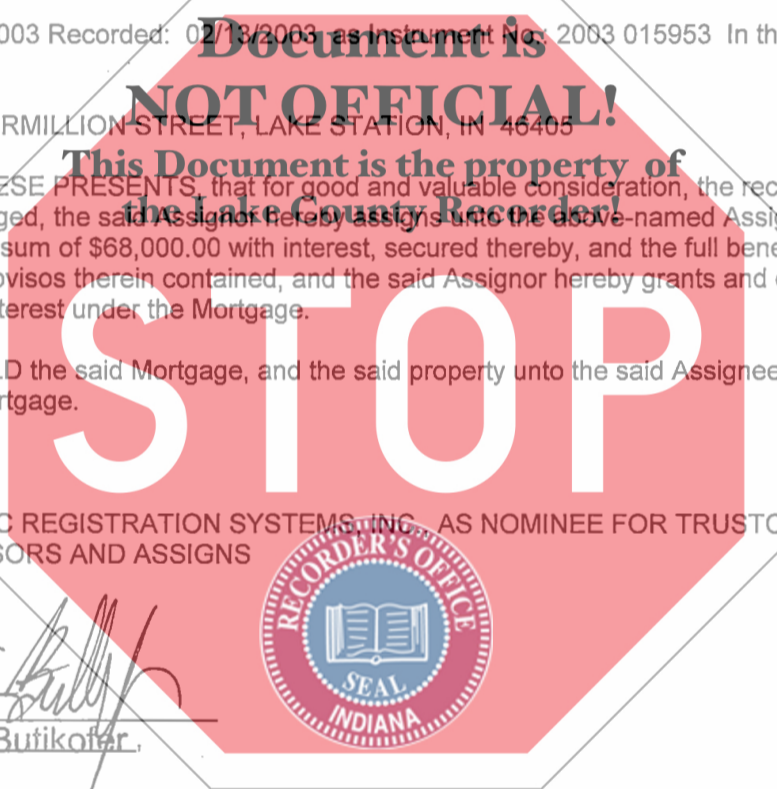 003 Recorded: 02/13/2003 as Instrument No.: 2003 015953 In th
Document is
NOT OFFICIAL!
RMILLION STREET, LAKE STATION, IN 46405
This Document is the property of
the Lake County Recorder!
ESE PRESENTS, that for good and valuable consideration, the rec
ged, the said Assignor hereby assigns unto the above-named Assig
sum of $68,000.00 with interest, secured thereby, and the full bene
ovisos therein contained, and the said Assignor hereby grants and
terest under the Mortgage.
STOP
LD the said Mortgage, and the said property unto the said Assignee
rtgage.
C REGISTRATION SYSTEMS, INC., AS NOMINEE FOR TRUSTC
SORS AND ASSIGNS
RECORDER'S OFFICE
SEAL
INDIANA
Butikofer,